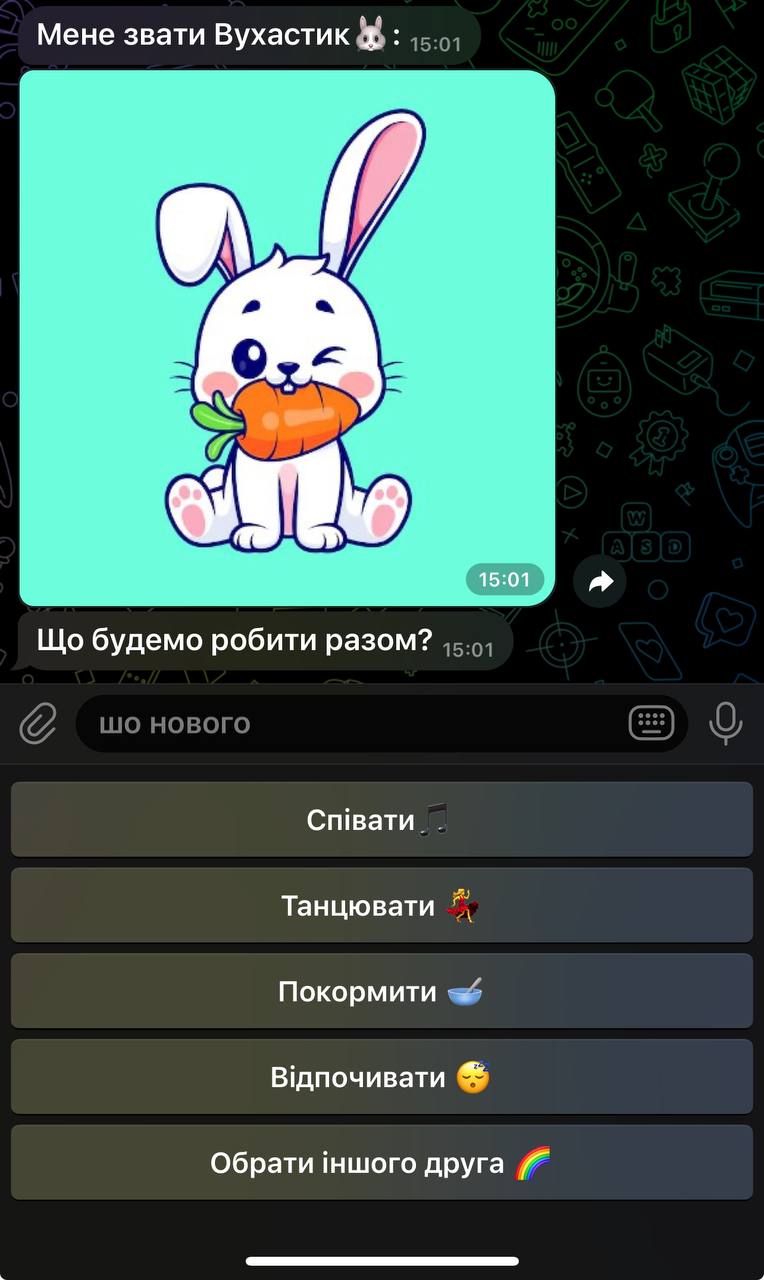 Мене звати Вухастик🐰: 15:01
15:01
Що будемо робити разом? 15:01
W
A S D
шо нового
Співати🎵
Танцювати 💃
Покормити 🥣
Відпочивати 😴
Обрати іншого друга 🌈